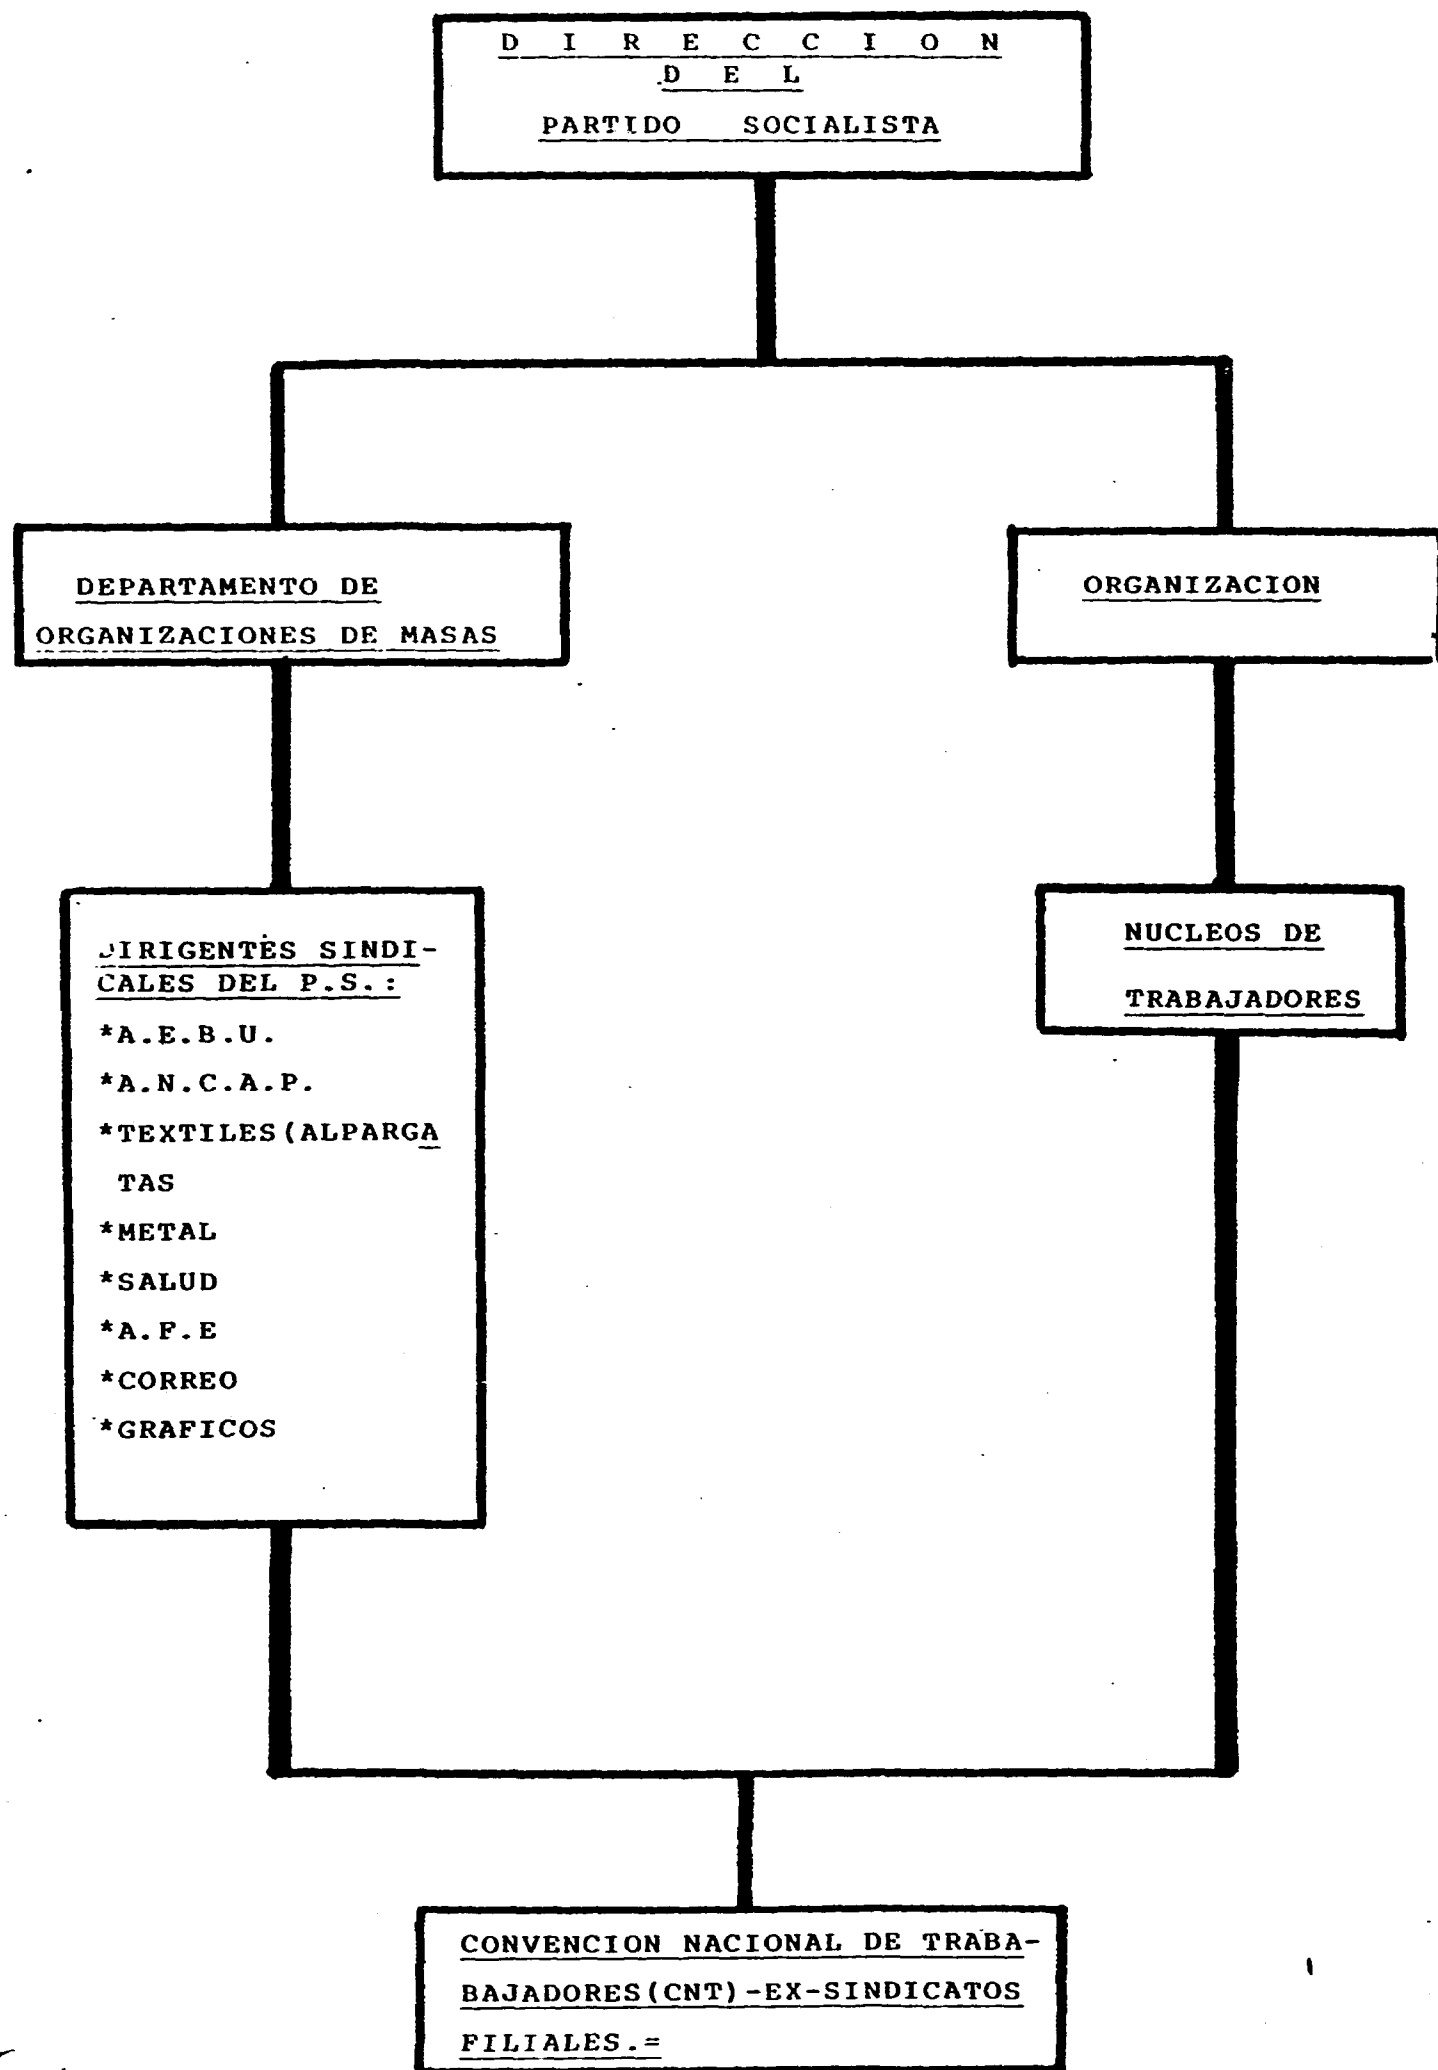 D I R E C C I O N
D E L
PARTIDO SOCIALISTA
DEPARTAMENTO DE
ORGANIZACIONES DE MASAS
ORGANIZACION
DIRIGENTES SINDI-
CALES DEL P.S.:
*A.E.B.U.
*A.N.C.A.P.
*TEXTILES(ALPARGA
TAS
*METAL
*SALUD
*A.F.E
*CORREO
*GRAFICOS
NUCLEOS DE
TRABAJADORES
CONVENCION NACIONAL DE TRABA-
BAJADORES(CNT)-EX-SINDICATOS
FILIALES.=